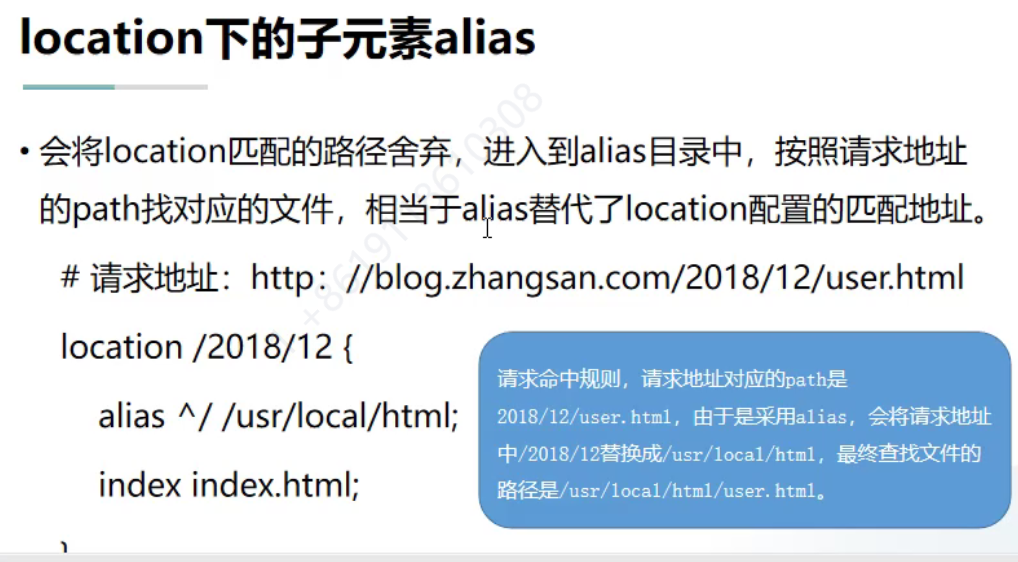 location下的子元素alias
• 会将location匹配的路径舍弃，进入到alias目录中，按照请求地址
的path找对应的文件，相当于alias替代了location配置的匹配地址。
# 请求地址：http：//blog.zhangsan.com/2018/12/user.html
location /2018/12 {
alias ^/ /usr/local/html;
index index.html;
}
请求命中规则，请求地址对应的path是
2018/12/user.html，由于是采用alias，会将请求地址
中/2018/12替换成/usr/local/html，最终查找文件的
路径是/usr/local/html/user.html。